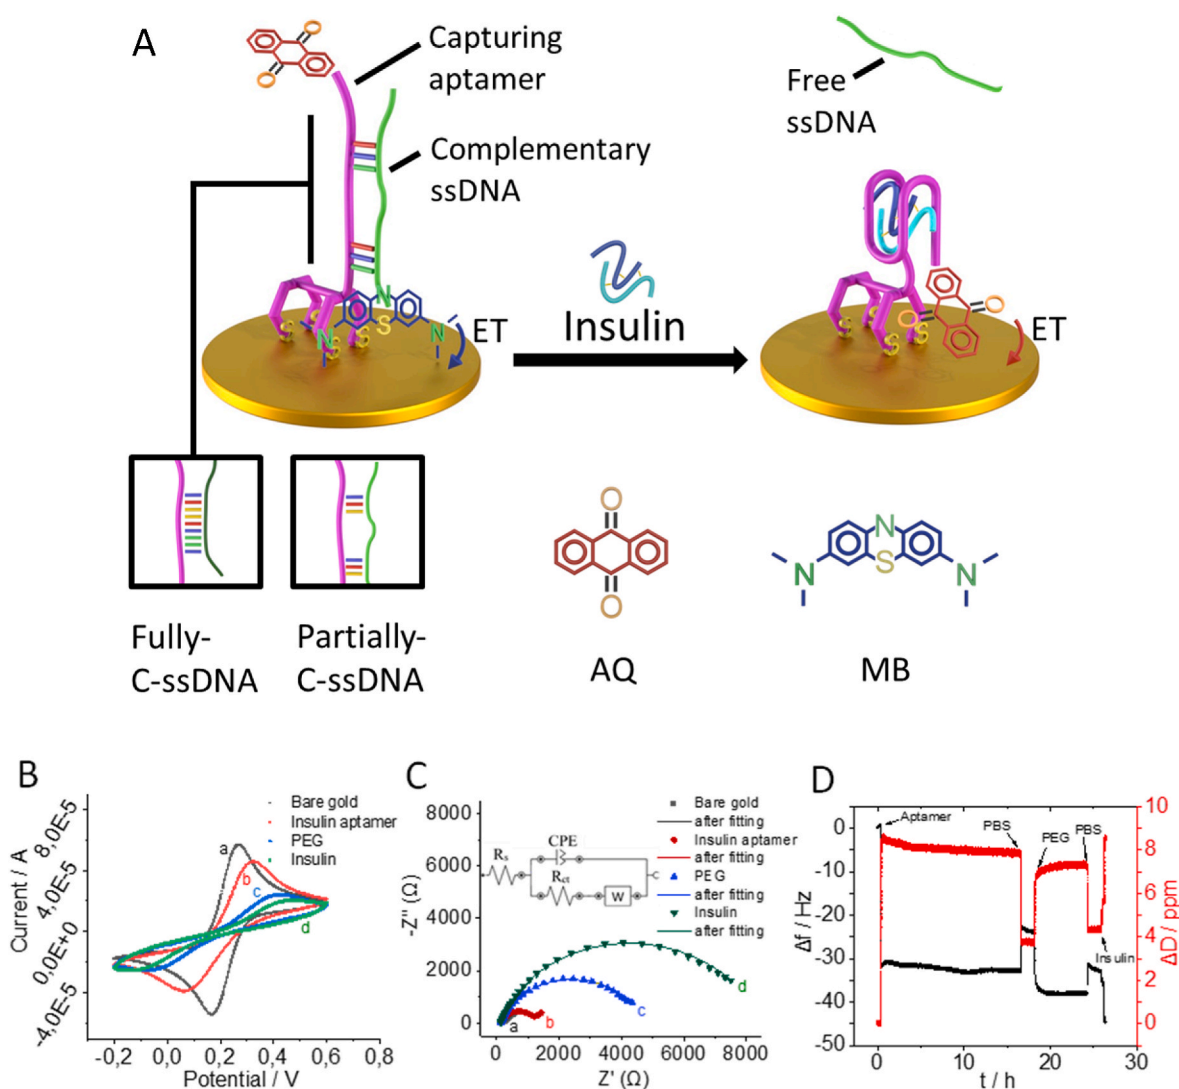 A
Capturing
aptamer
Complementary
ssDNA
Free
ssDNA
O
O
N
S
N
N
S S
S S S
ET
Insulin
O
O
ET
Fully-
C-ssDNA
Partially-
C-ssDNA
O
O
AQ
N
S
N
N
MB
B
Current / A
8,0E-5
4,0E-5
0,0E+0
-4,0E-5
Bare gold
Insulin aptamer
PEG
Insulin
a
b
c
d
-0,2
0,0
0,2
0,4
0,6
0,8
Potential / V
C
-Z'' (Ω)
8000
6000
4000
2000
0
Rs
CPE
Rct
W
Bare gold
after fitting
Insulin aptamer
after fitting
PEG
after fitting
Insulin
after fitting
a
b
c
d
0
2000
4000
6000
8000
Z' (Ω)
D
Δf / Hz
0
-10
-20
-30
-40
-50
Aptamer
PBS
PEG
PBS
Insulin
10
8
6
4
2
0
ΔD / ppm
0
10
20
30
t / h